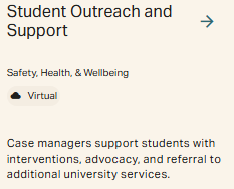 Student Outreach and
Support
Safety, Health, & Wellbeing
Virtual
Case managers support students with
interventions, advocacy, and referral to
additional university services.